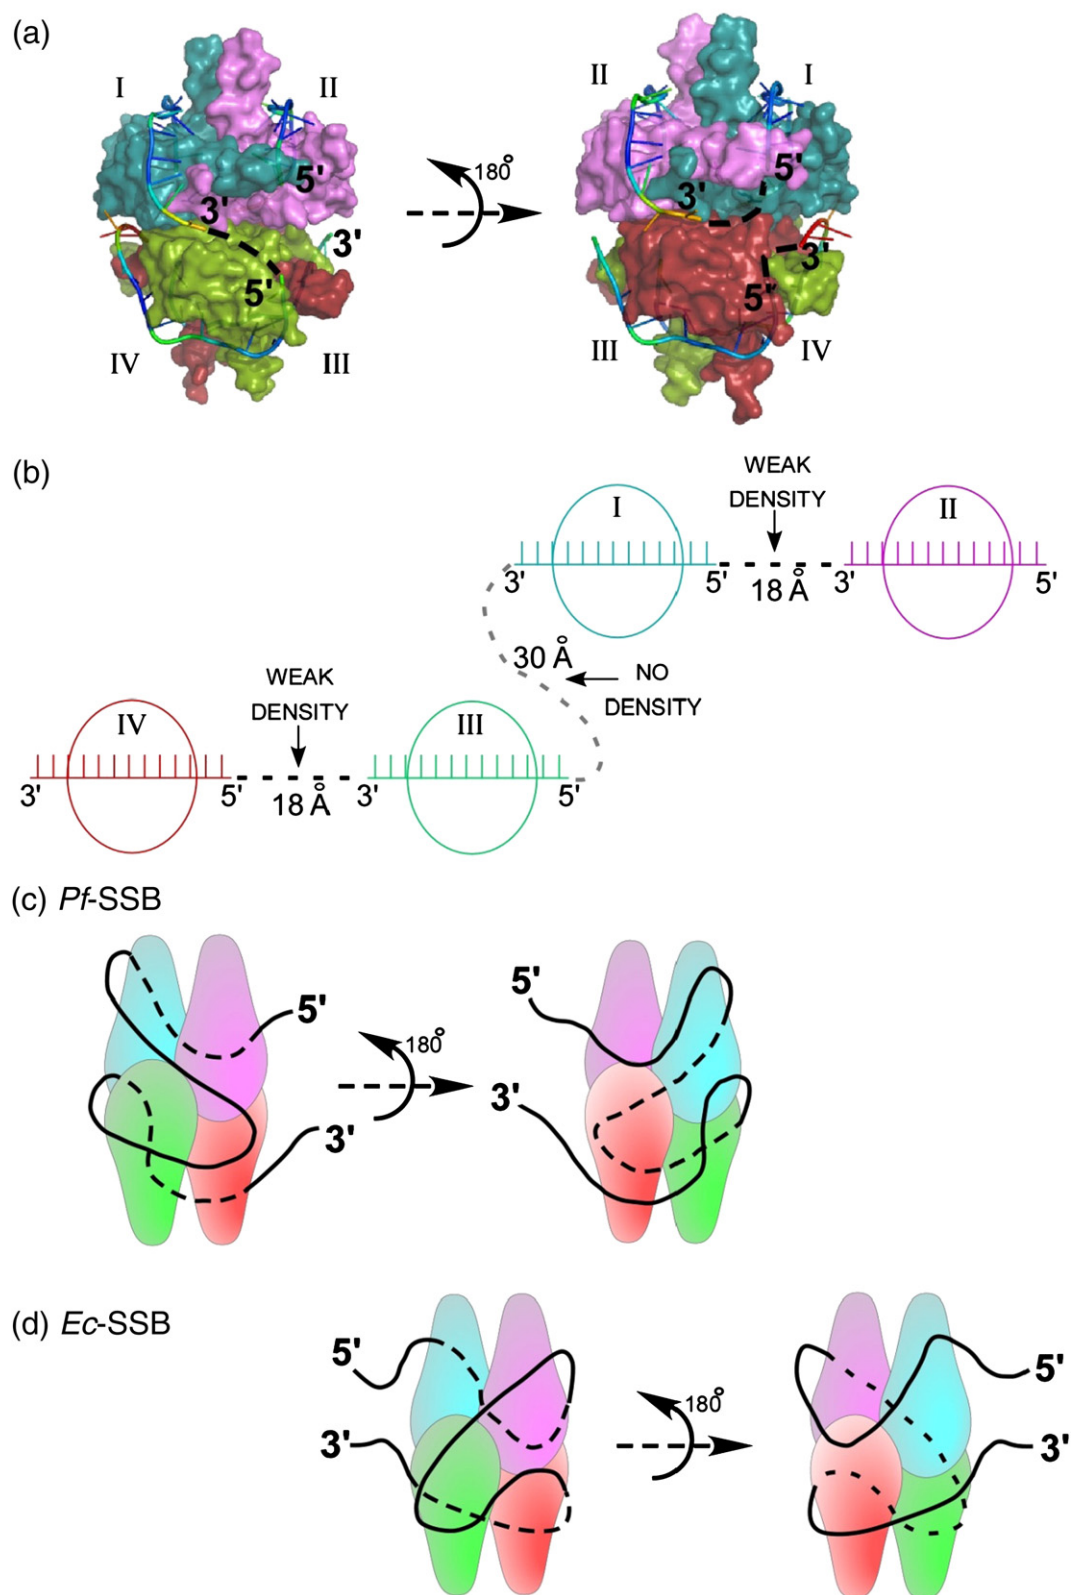 (a)
I
II
II
I
5'
3'
3'
5'
IV
III
180°
5'
3'
3'
5'
III
IV
(b)
WEAK
DENSITY
I
II
3'
5'
18 Å
3'
5'
30 Å
NO
DENSITY
WEAK
DENSITY
IV
III
3'
5'
18 Å
3'
5'
(c) Pf-SSB
5'
3'
180°
5'
3'
(d) Ec-SSB
5'
3'
180°
5'
3'